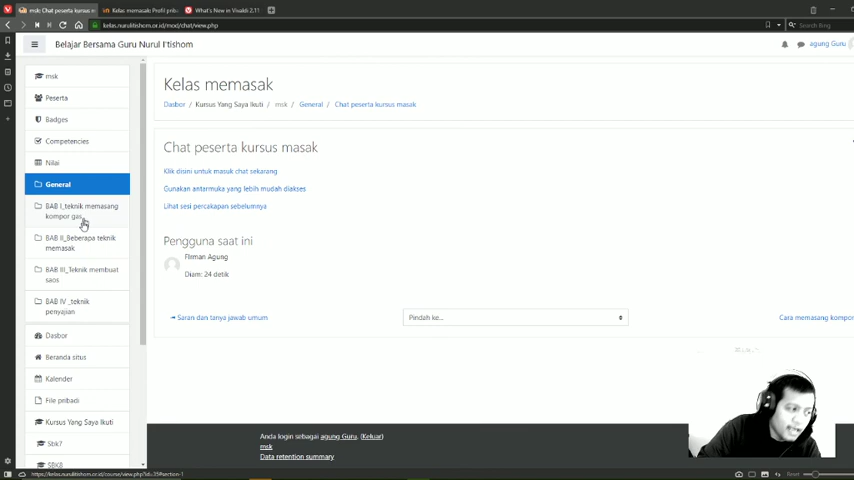 msk: Chat peserta kursus m
Kelas memasak: Profil prib
What's New in Vivaldi 2.11
kelas.nurulitishom.or.id/mod/chat/view.php
Search Bing
Belajar Bersama Guru Nurul I'tishom
agung Guru
msk
Peserta
Badges
Competencies
Nilai
General
BAB I_teknik memasang
kompor gas
BAB II_Beberapa teknik
memasak
BAB III_Teknik membuat
saos
BAB IV _teknik
penyajian
Dasbor
Beranda situs
Kalender
File pribadi
Kursus Yang Saya Ikuti
Sbk7
SBK8
Kelas memasak
Dasbor / Kursus Yang Saya Ikuti / msk / General / Chat peserta kursus masak
Chat peserta kursus masak
Klik disini untuk masuk chat sekarang
Gunakan antarmuka yang lebih mudah diakses
Lihat sesi percakapan sebelumnya
Pengguna saat ini
FIrman Agung
Diam: 24 detik
Saran dan tanya jawab umum
Pindah ke...
Cara memasang kompor
Anda login sebagai agung Guru. (Keluar)
msk
Data retention summary
https://kelas.nurulitishom.or.id/course/view.php?id=35#section-1
Reset